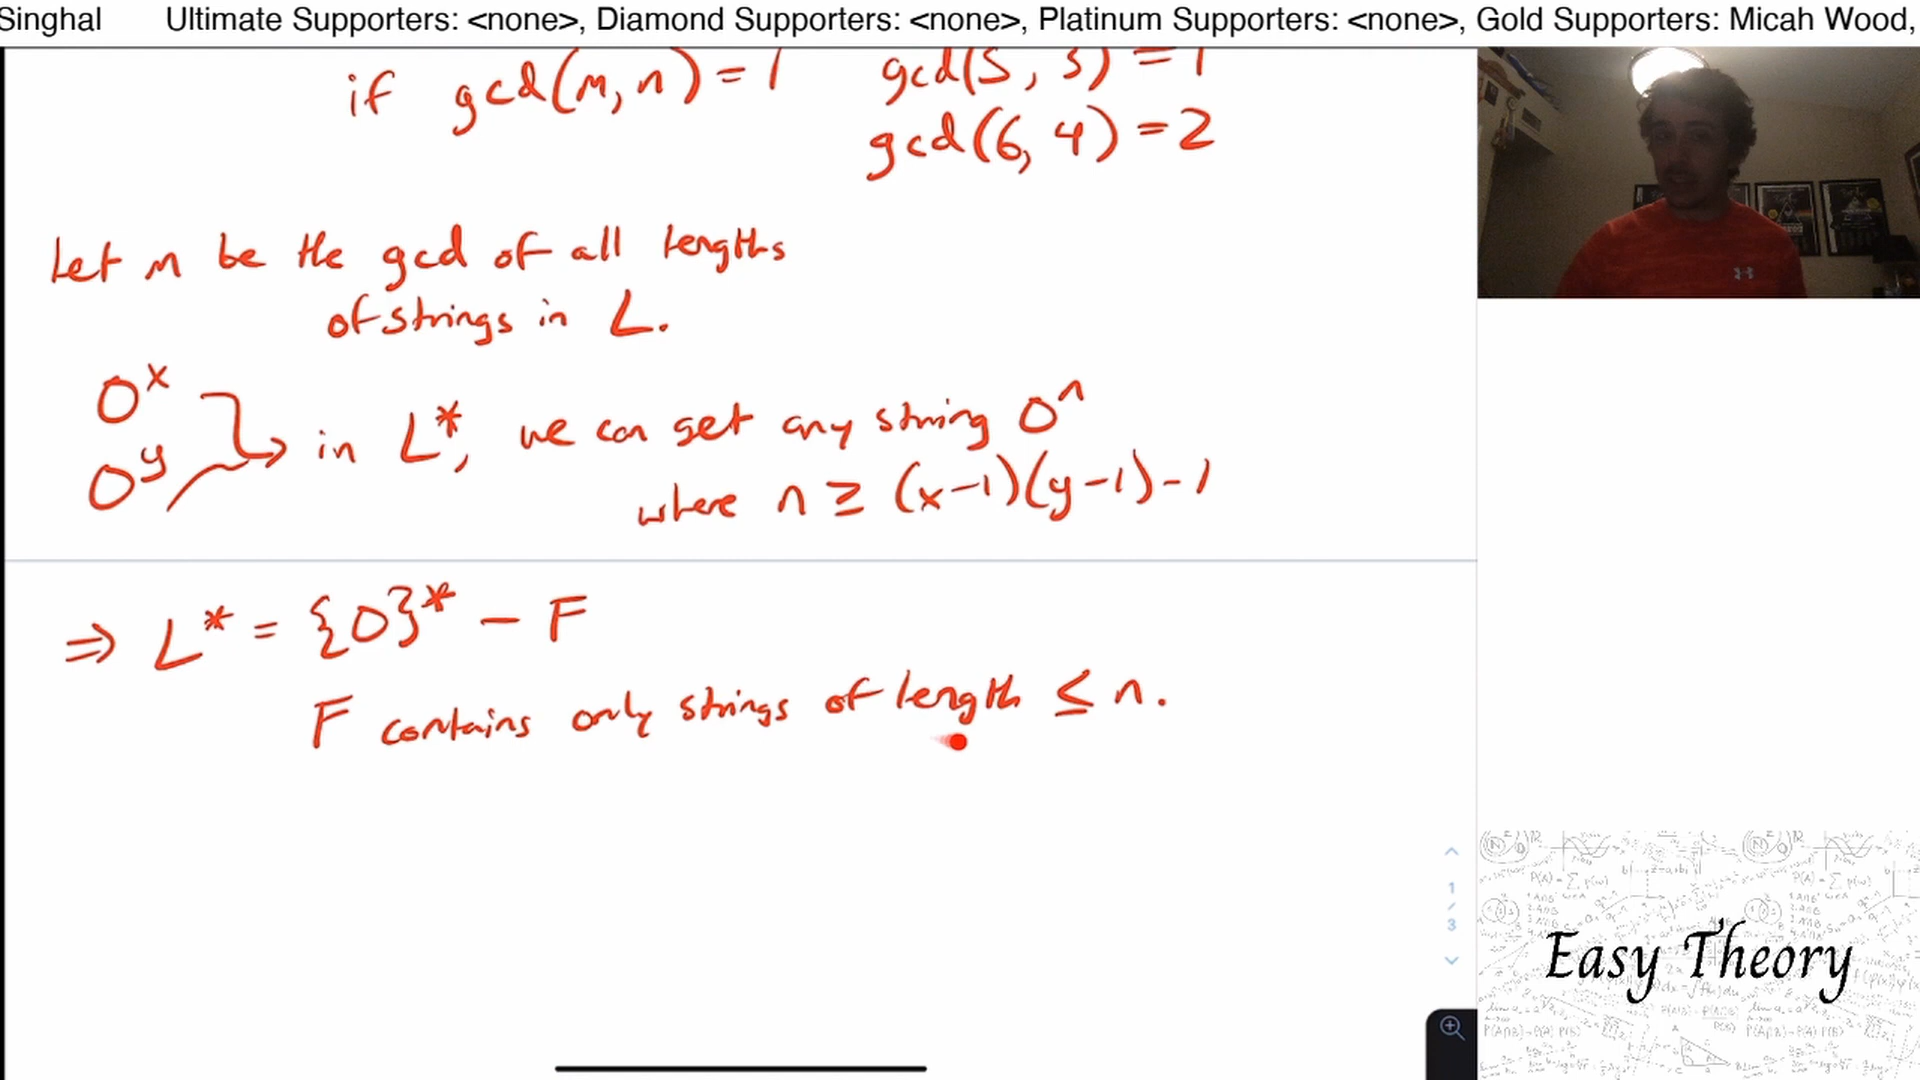 Singhal Ultimate Supporters: <none>, Diamond Supporters: <none>, Platinum Supporters: <none>, Gold Supporters: Micah Wood,
if gcd(m, n) = 1 gcd(5, 3) = 1
gcd(6, 4) = 2
Let m be the gcd of all lengths
of strings in L.
0^x
0^y in L*, we can get any string 0^n
where n ≥ (x-1)(y-1)-1
⇒ L* = {0}* - F
F contains only strings of length ≤ n.
1
/
3
Easy Theory